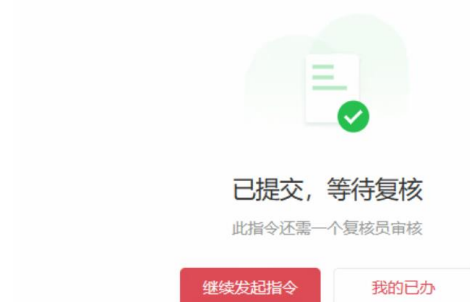 已提交，等待复核
此指令还需一个复核员审核
继续发起指令
我的已办